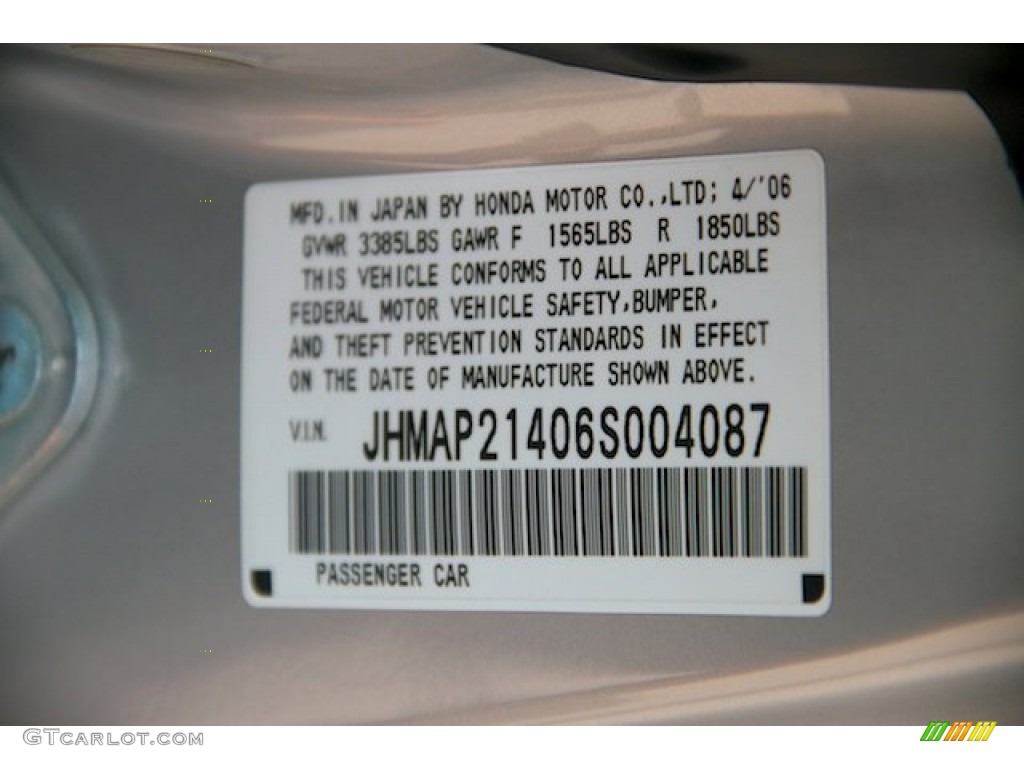 MFD.IN JAPAN BY HONDA MOTOR CO.,LTD; 4/'06
GVWR 3385LBS GAWR F 1565LBS R 1850LBS
THIS VEHICLE CONFORMS TO ALL APPLICABLE
FEDERAL MOTOR VEHICLE SAFETY,BUMPER,
AND THEFT PREVENTION STANDARDS IN EFFECT
ON THE DATE OF MANUFACTURE SHOWN ABOVE.
V.I.N. JHMAP21406S004087
PASSENGER CAR
GTCARLOT.COM